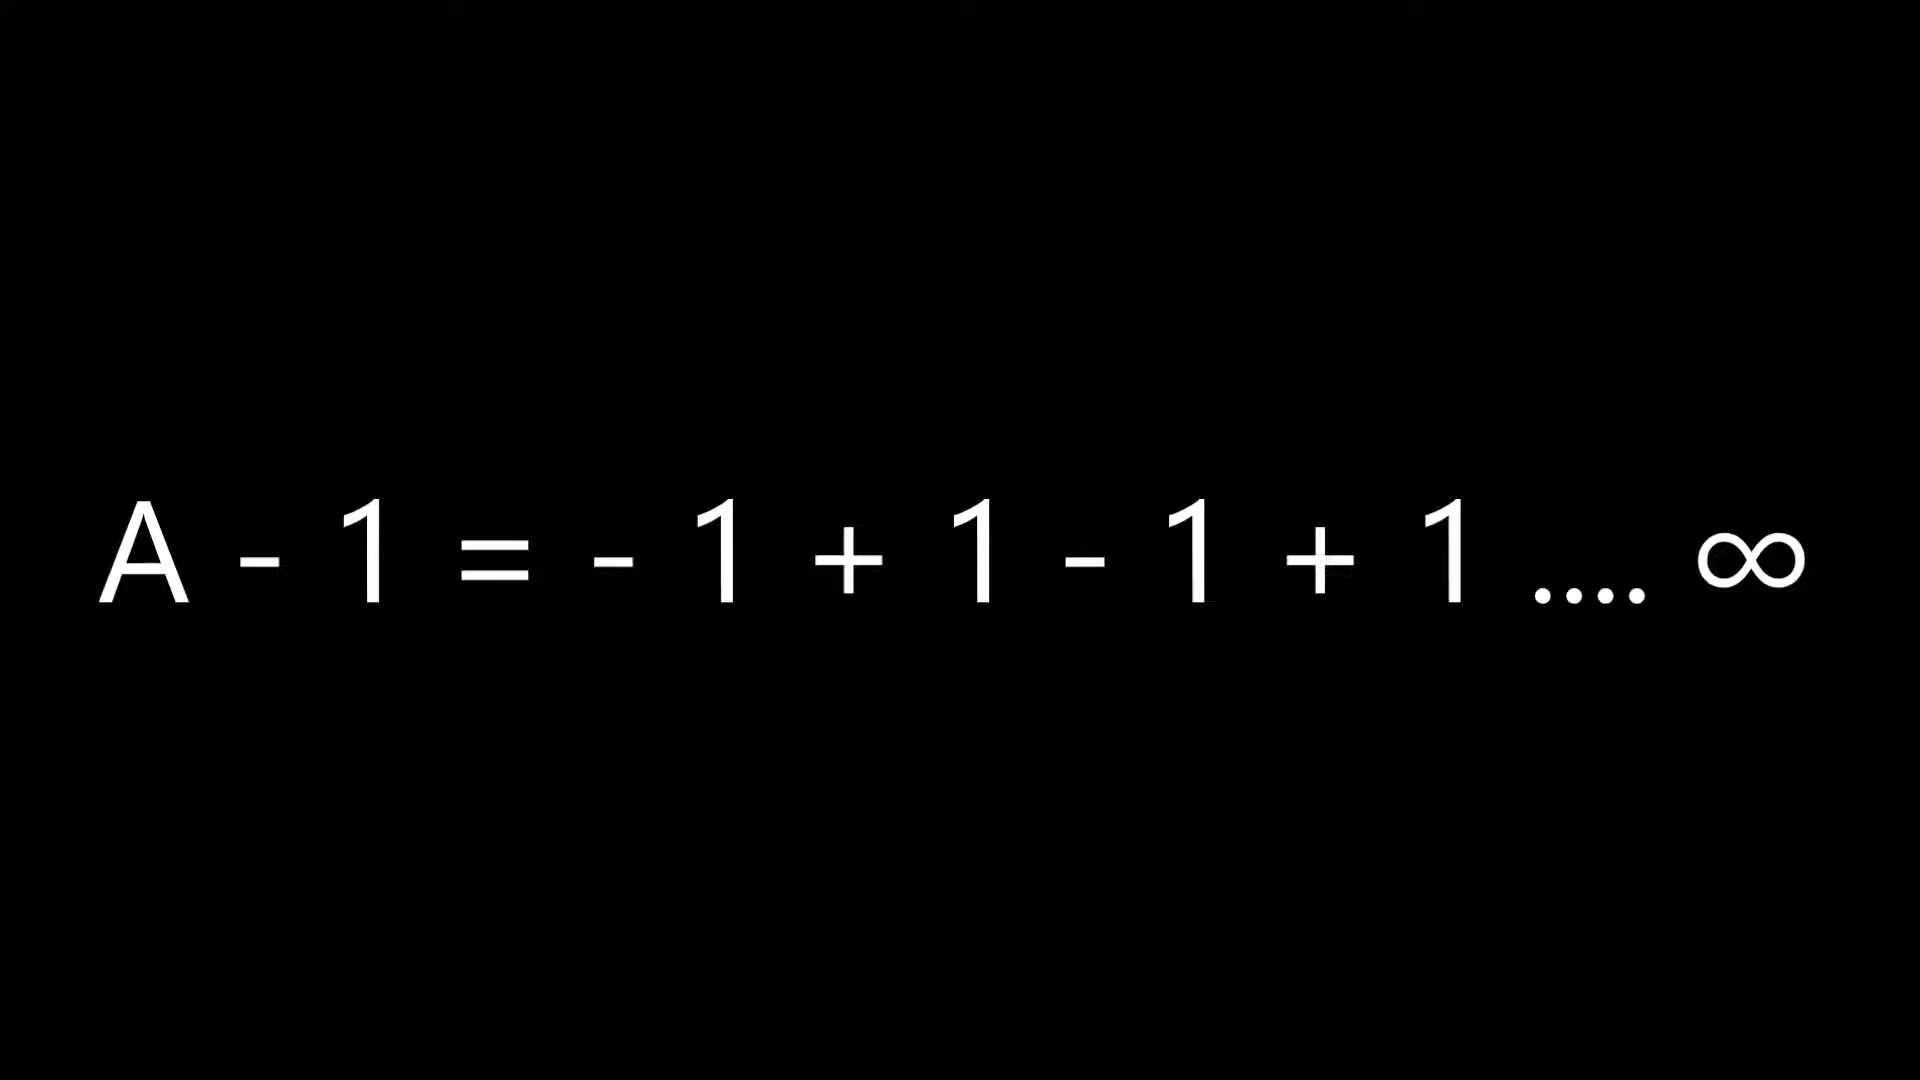 A - 1 = - 1 + 1 - 1 + 1 .... ∞